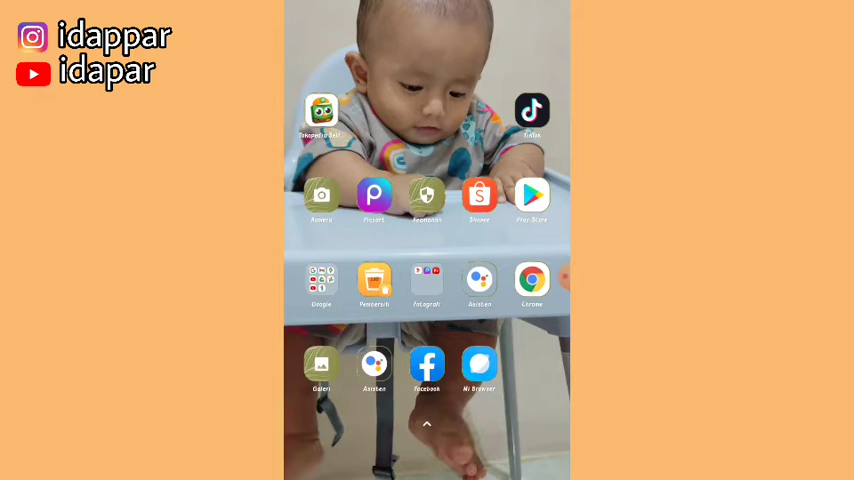 idappar
idapar
Tokopedia Sell...
TikTok
Kamera
Picsart
Keamanan
Shopee
Play Store
Google
Pembersih
Fotografi
Asisten
Chrome
Galeri
Asisten
Facebook
Mi Browser